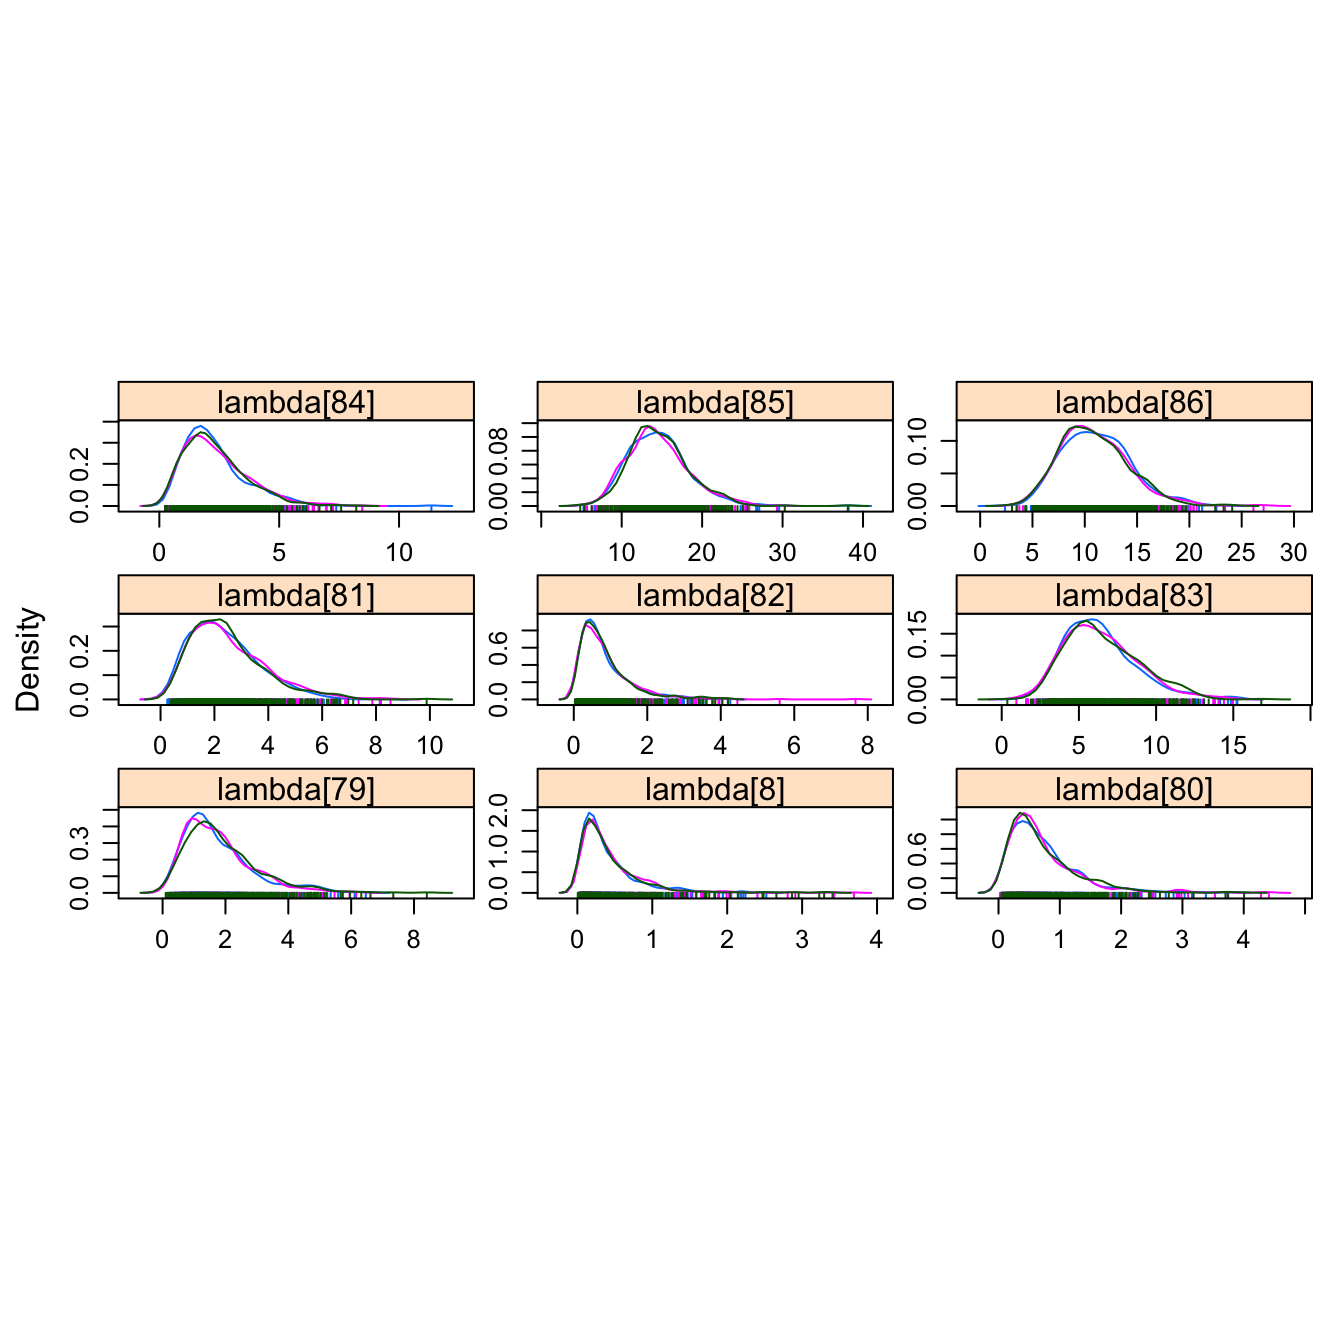 lambda[84] lambda[85] lambda[86]
0.0 0.2
0.00 0.08
0.00 0.10
0 5 10
10 20 30 40
0 5 10 15 20 25 30
lambda[81] lambda[82] lambda[83]
0.0 0.2
0.0 0.6
0.00 0.15
0 2 4 6 8 10
0 2 4 6 8
0 5 10 15
Density
lambda[79] lambda[8] lambda[80]
0.0 0.3
0.0 1.0 2.0
0.0 0.6
0 2 4 6 8
0 1 2 3 4
0 1 2 3 4